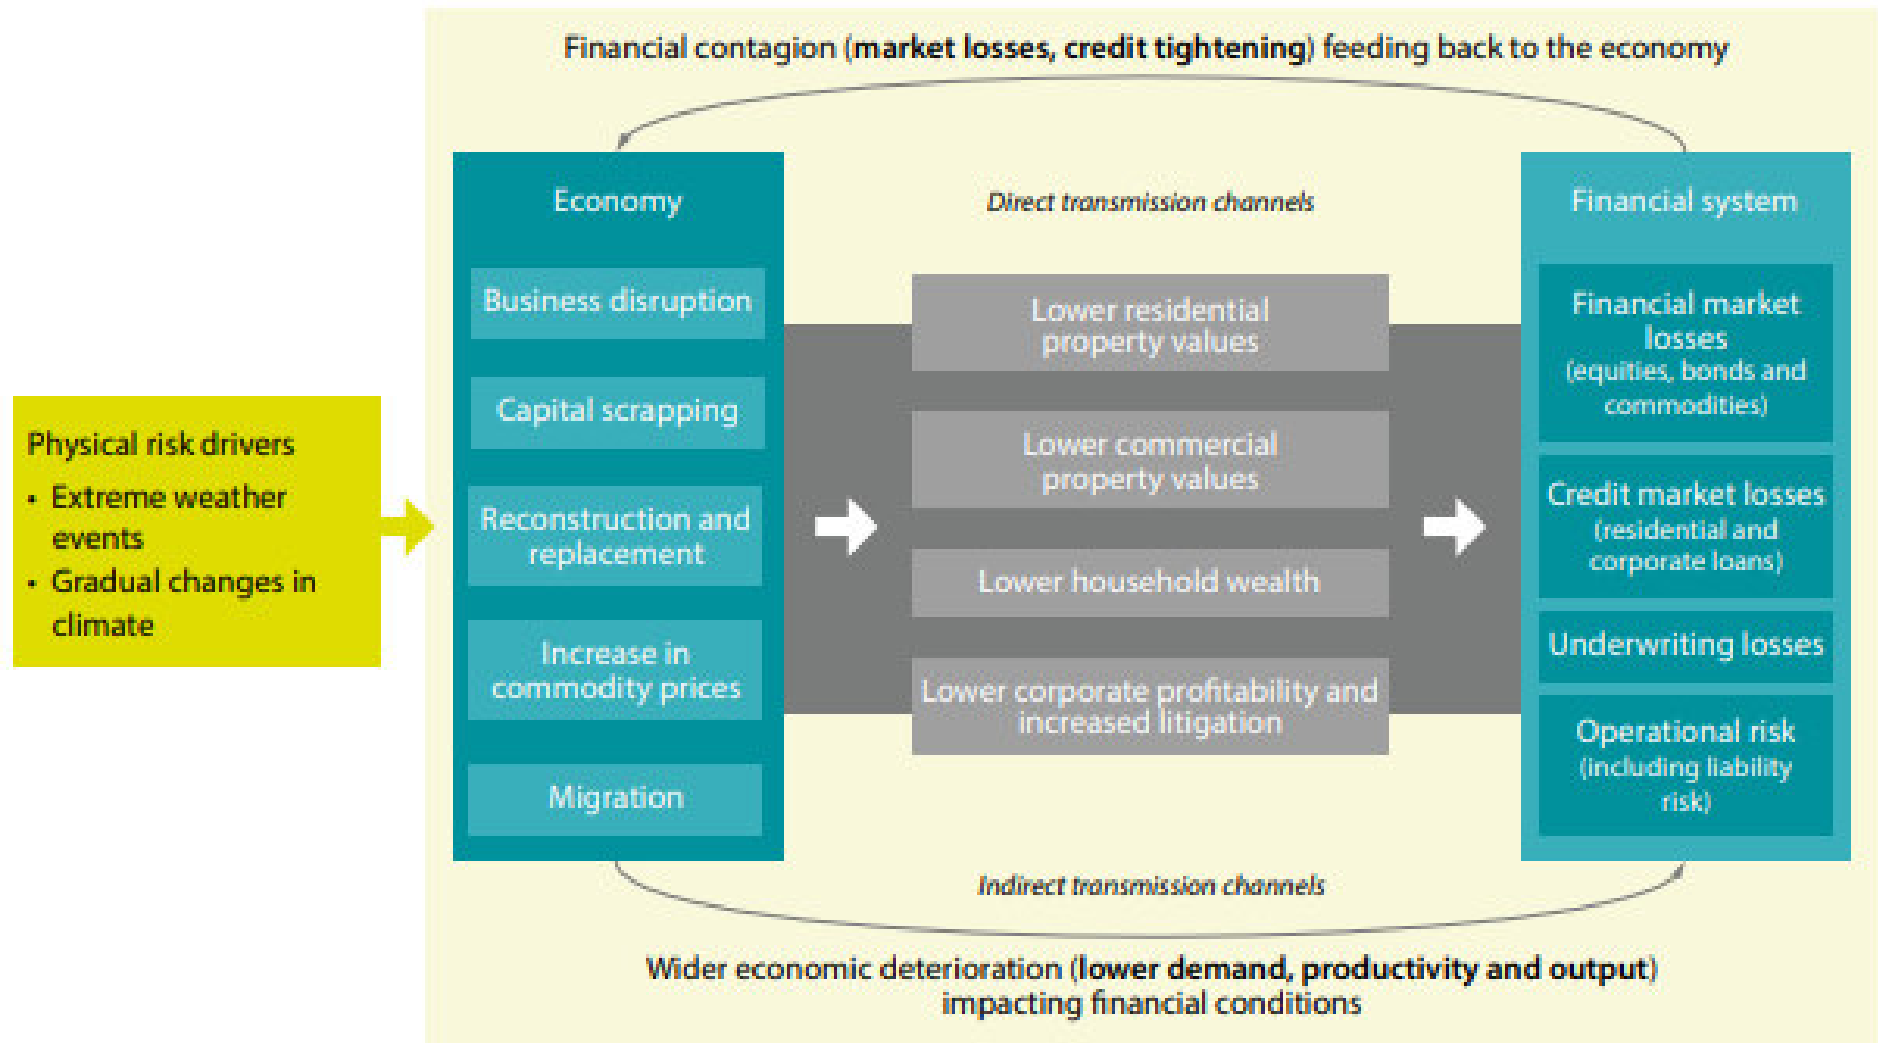 Financial contagion (market losses, credit tightening) feeding back to the economy
Economy
Direct transmission channels
Financial system
Physical risk drivers
• Extreme weather
events
• Gradual changes in
climate
Business disruption
Capital scrapping
Reconstruction and
replacement
Increase in
commodity prices
Migration
Lower residential
property values
Lower commercial
property values
Lower household wealth
Lower corporate profitability and
increased litigation
Financial market
losses
(equities, bonds and
commodities)
Credit market losses
(residential and
corporate loans)
Underwriting losses
Operational risk
(including liability
risk)
Indirect transmission channels
Wider economic deterioration (lower demand, productivity and output)
impacting financial conditions